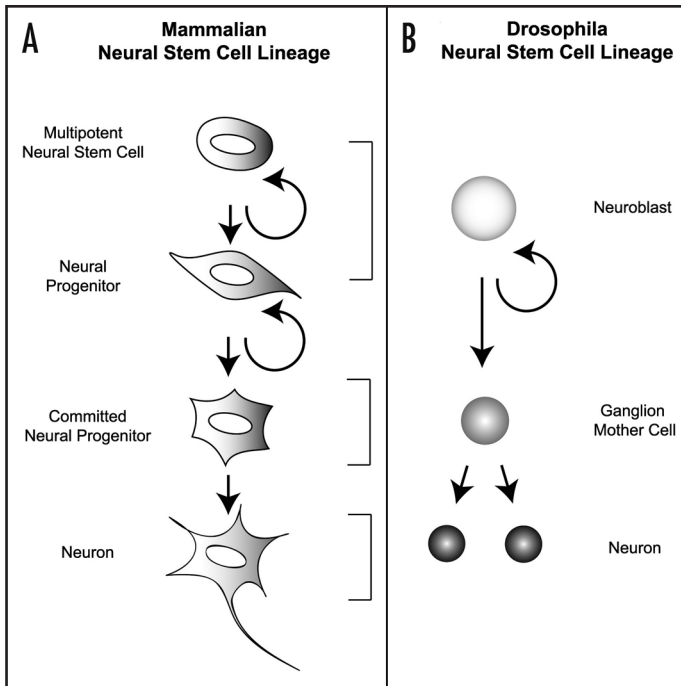 A
Mammalian
Neural Stem Cell Lineage
Multipotent
Neural Stem Cell
Neural
Progenitor
Committed
Neural Progenitor
Neuron
B
Drosophila
Neural Stem Cell Lineage
Neuroblast
Ganglion
Mother Cell
Neuron